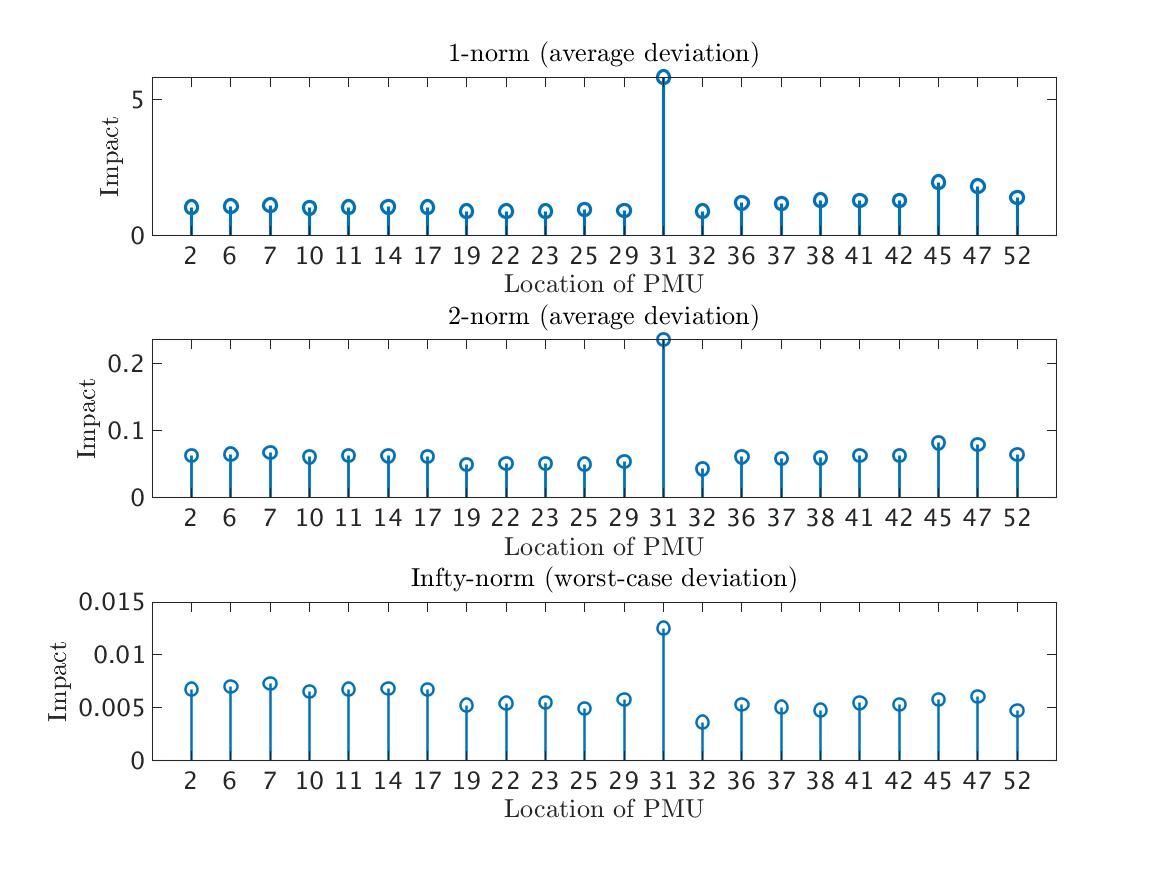 1-norm (average deviation)
5
0
Impact
2 6 7 10 11 14 17 19 22 23 25 29 31 32 36 37 38 41 42 45 47 52
Location of PMU
2-norm (average deviation)
0.2
0.1
0
Impact
2 6 7 10 11 14 17 19 22 23 25 29 31 32 36 37 38 41 42 45 47 52
Location of PMU
Infty-norm (worst-case deviation)
0.015
0.01
0.005
0
Impact
2 6 7 10 11 14 17 19 22 23 25 29 31 32 36 37 38 41 42 45 47 52
Location of PMU